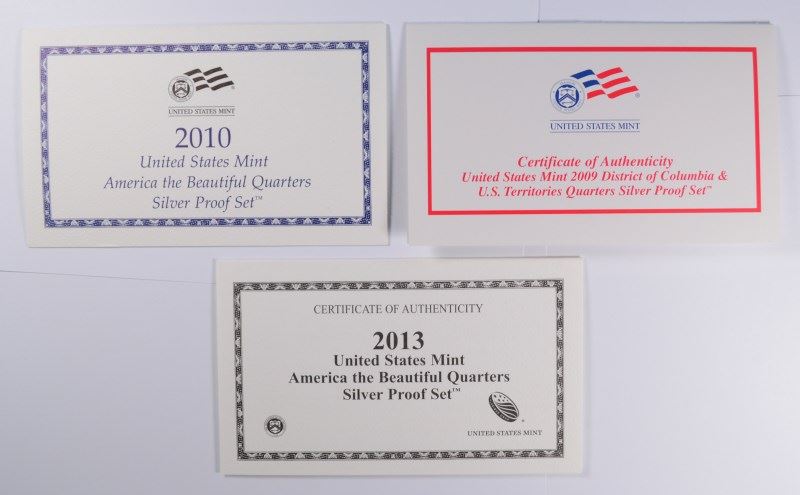 UNITED STATES MINT
2010
United States Mint
America the Beautiful Quarters
Silver Proof Set™
UNITED STATES MINT
Certificate of Authenticity
United States Mint 2009 District of Columbia &
U.S. Territories Quarters Silver Proof Set™
CERTIFICATE OF AUTHENTICITY
2013
United States Mint
America the Beautiful Quarters
Silver Proof Set™
UNITED STATES MINT